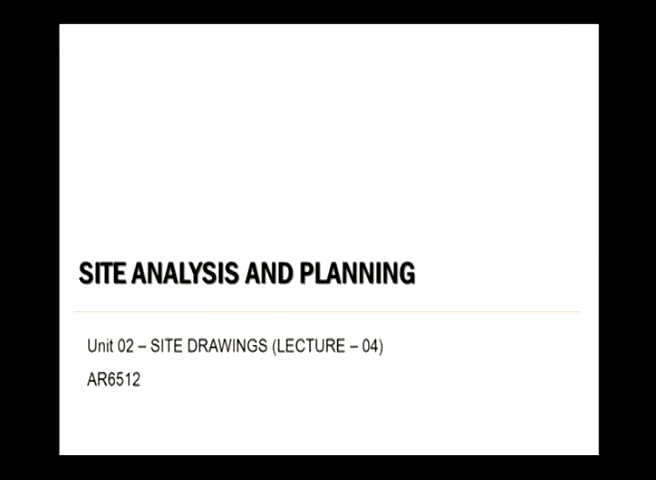 SITE ANALYSIS AND PLANNING
Unit 02 – SITE DRAWINGS (LECTURE – 04)
AR6512